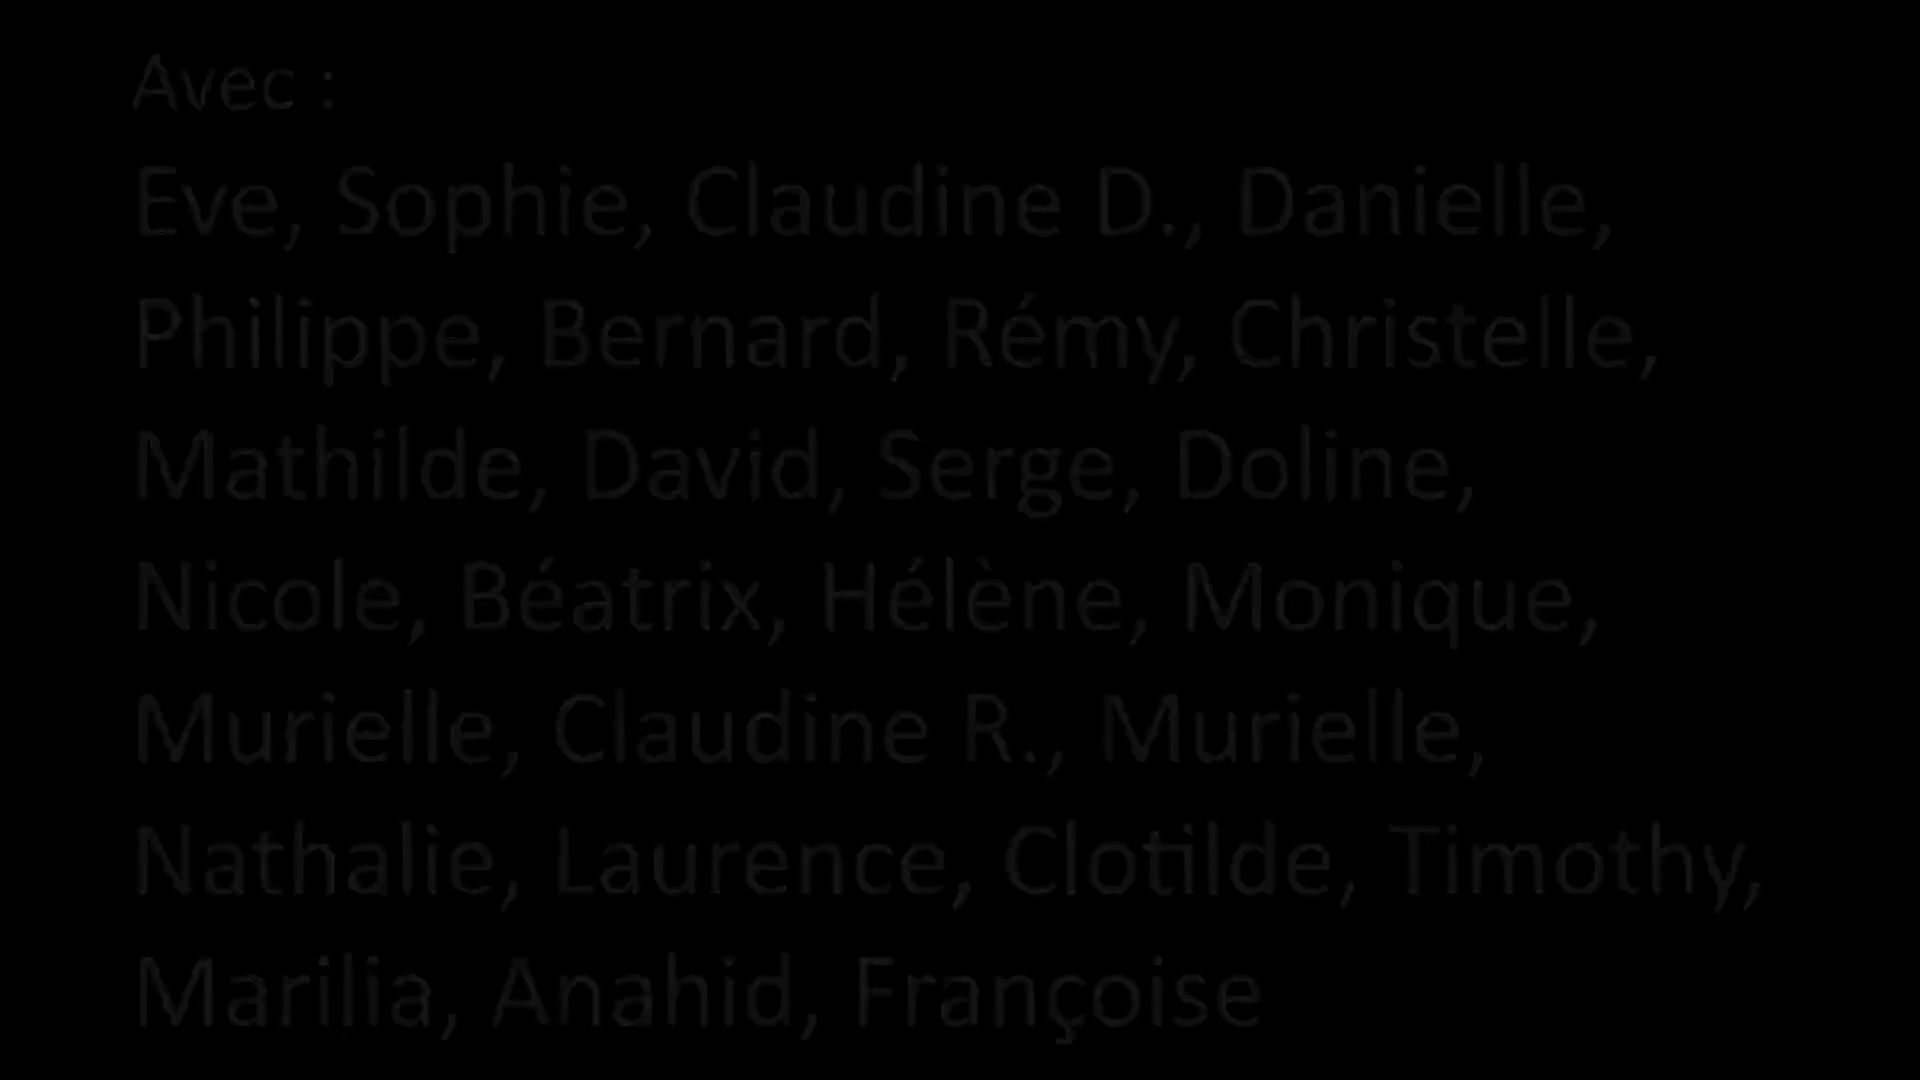 Avec :
Eve, Sophie, Claudine D., Danielle,
Philippe, Bernard, Rémy, Christelle,
Mathilde, David, Serge, Doline,
Nicole, Béatrix, Hélène, Monique,
Murielle, Claudine R., Murielle,
Nathalie, Laurence, Clotilde, Timothy,
Marilia, Anahid, Françoise